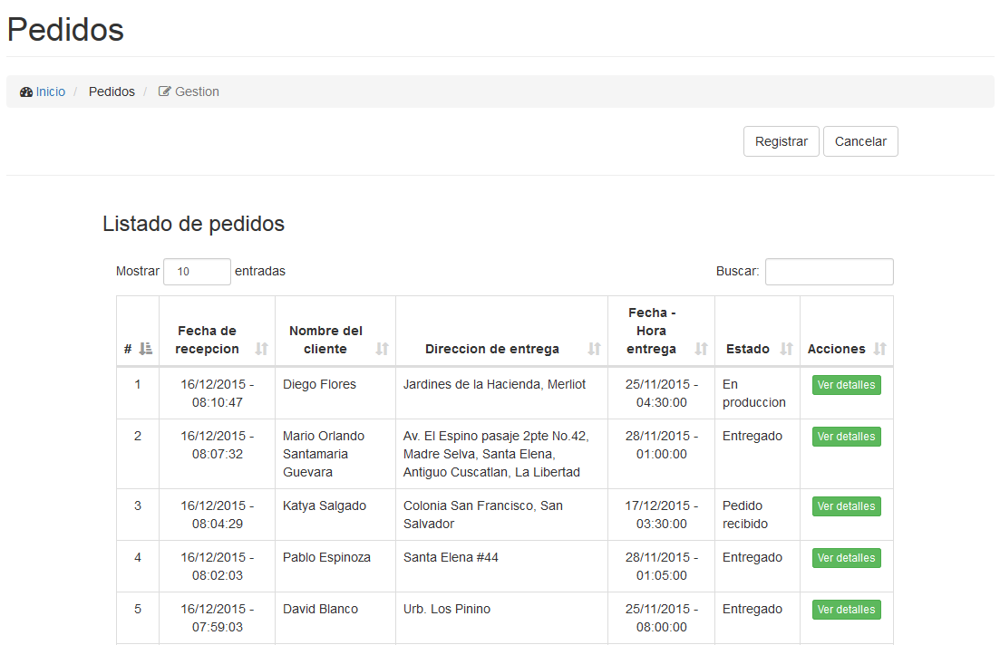 Pedidos
Inicio / Pedidos / Gestion
Registrar Cancelar
Listado de pedidos
Mostrar 10 entradas Buscar:
# Fecha de recepcion Nombre del cliente Direccion de entrega Fecha - Hora entrega Estado Acciones
1 16/12/2015 - 08:10:47 Diego Flores Jardines de la Hacienda, Merliot 25/11/2015 - 04:30:00 En produccion Ver detalles
2 16/12/2015 - 08:07:32 Mario Orlando Santamaria Guevara Av. El Espino pasaje 2pte No.42, Madre Selva, Santa Elena, Antiguo Cuscatlan, La Libertad 28/11/2015 - 01:00:00 Entregado Ver detalles
3 16/12/2015 - 08:04:29 Katya Salgado Colonia San Francisco, San Salvador 17/12/2015 - 03:30:00 Pedido recibido Ver detalles
4 16/12/2015 - 08:02:03 Pablo Espinoza Santa Elena #44 28/11/2015 - 01:05:00 Entregado Ver detalles
5 16/12/2015 - 07:59:03 David Blanco Urb. Los Pinino 25/11/2015 - 08:00:00 Entregado Ver detalles